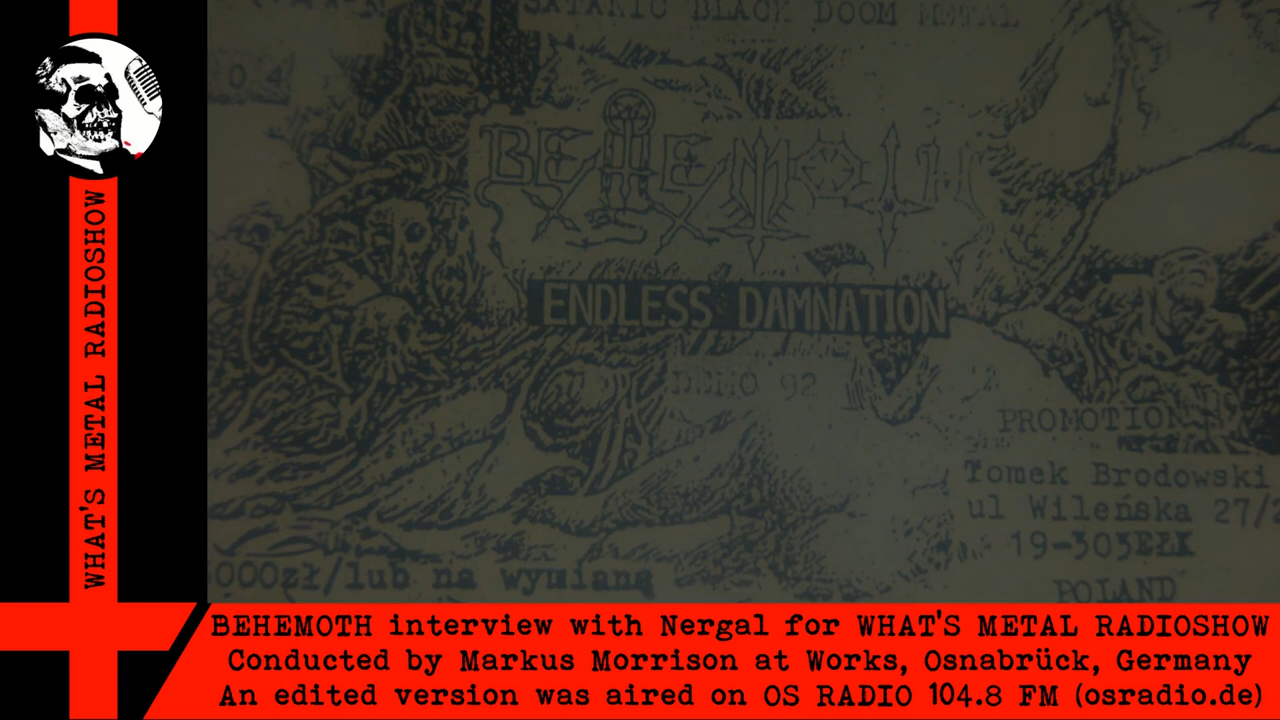 SATANIC BLACK DOOM METAL
BEHEMOTH
ENDLESS DAMNATION
DEMO 92
PROMOTION
Tomek Brodowski
ul Wileńska 27/
19-305EŁK
POLAND
000zł/lub na wymianę
WHAT'S METAL RADIOSHOW
BEHEMOTH interview with Nergal for WHAT'S METAL RADIOSHOW
Conducted by Markus Morrison at Works, Osnabrück, Germany
An edited version was aired on OS RADIO 104.8 FM (osradio.de)